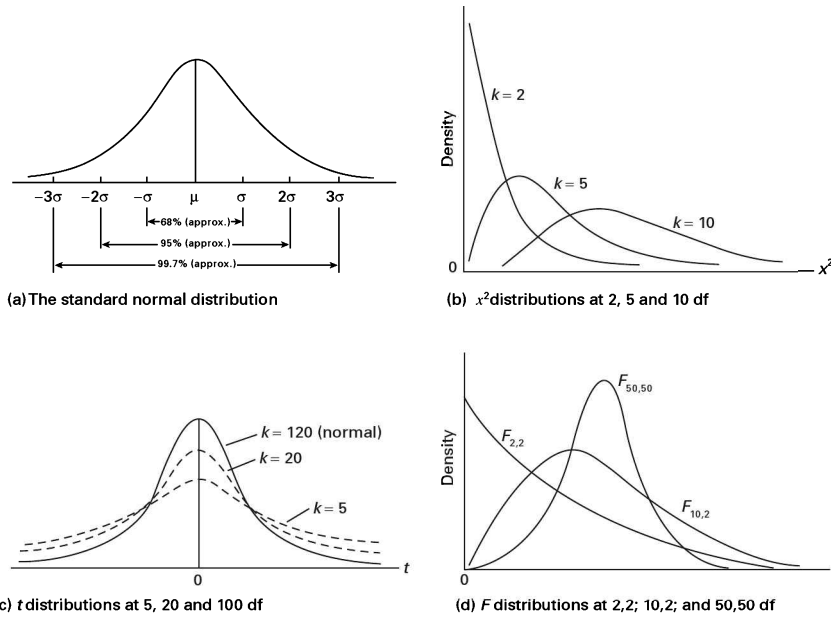 −3σ −2σ −σ μ σ 2σ 3σ
68% (approx.)
95% (approx.)
99.7% (approx.)
(a) The standard normal distribution
Density
k = 2
k = 5
k = 10
0
x²
(b) x² distributions at 2, 5 and 10 df
k = 120 (normal)
k = 20
k = 5
t
0
c) t distributions at 5, 20 and 100 df
Density
F50,50
F2,2
F10,2
0
(d) F distributions at 2,2; 10,2; and 50,50 df